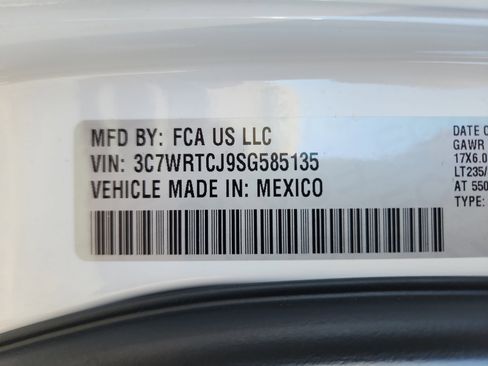 MFD BY: FCA US LLC
VIN: 3C7WRTCJ9SG585135
VEHICLE MADE IN: MEXICO
DATE O
GAWR
17X6.0
LT235/
AT 550
TYPE: